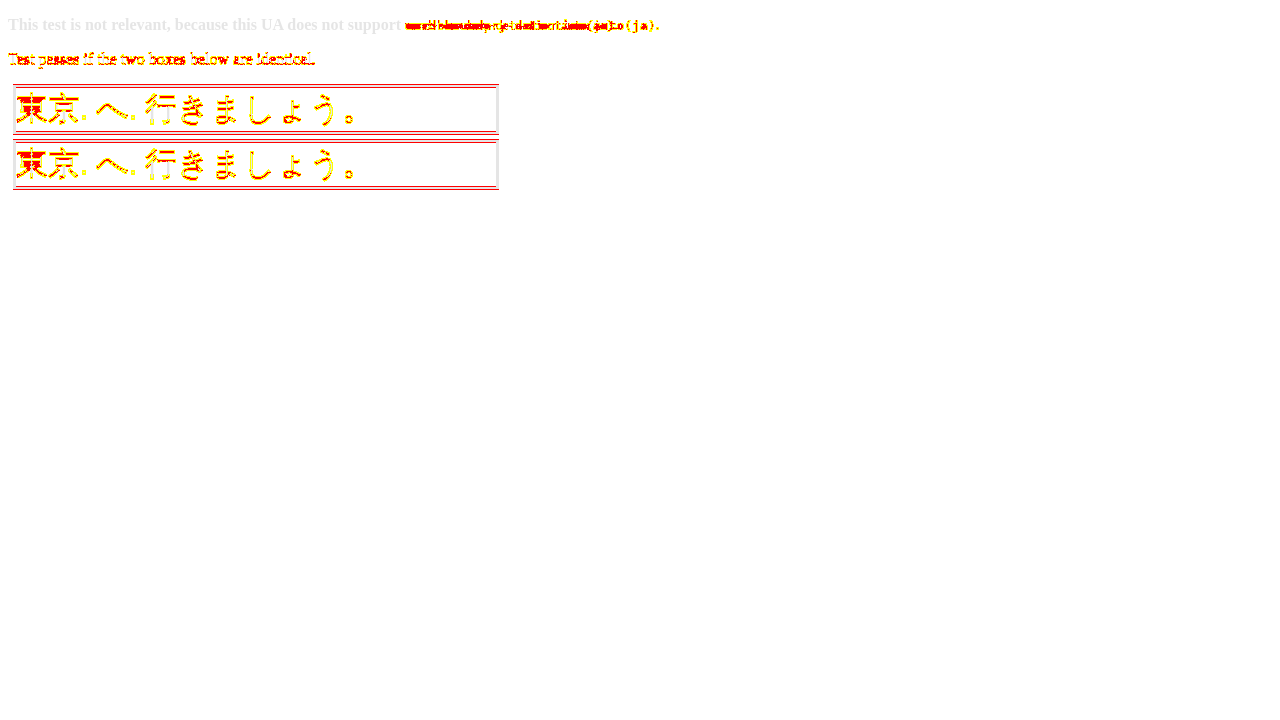 This test is not relevant, because this UA does not support
Test passes if the two boxes below are identical.
東京. へ. 行きましょう。
東京. へ. 行きましょう。